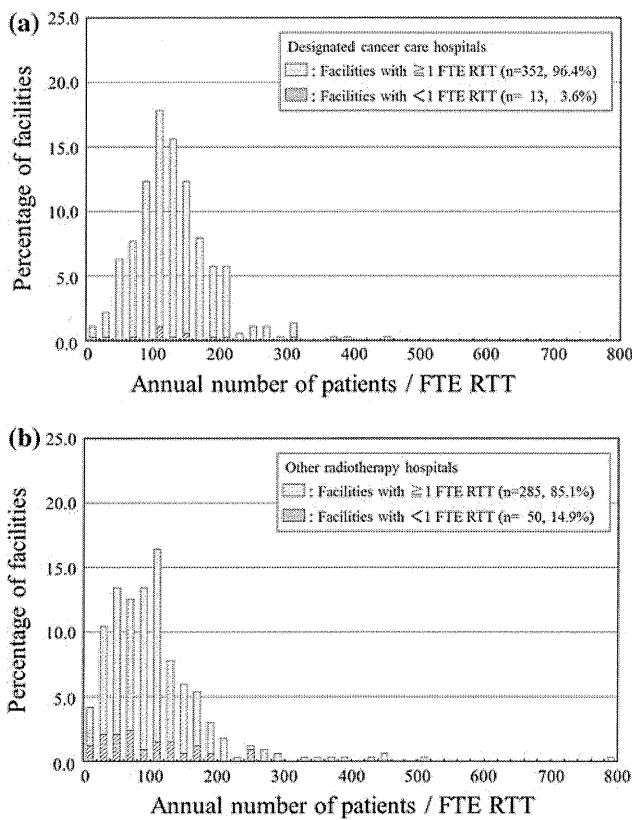 (a)
25.0
20.0
15.0
10.0
5.0
0.0
Percentage of facilities
Designated cancer care hospitals
: Facilities with ≧1 FTE RTT (n=352, 96.4%)
: Facilities with <1 FTE RTT (n= 13, 3.6%)
0 100 200 300 400 500 600 700 800
Annual number of patients / FTE RTT
(b)
25.0
20.0
15.0
10.0
5.0
0.0
Percentage of facilities
Other radiotherapy hospitals
: Facilities with ≧1 FTE RTT (n=285, 85.1%)
: Facilities with <1 FTE RTT (n= 50, 14.9%)
0 100 200 300 400 500 600 700 800
Annual number of patients / FTE RTT